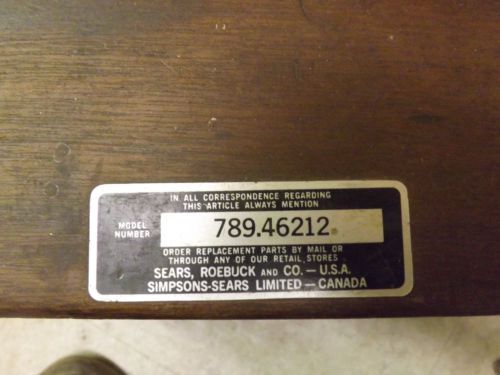 IN ALL CORRESPONDENCE REGARDING
THIS ARTICLE ALWAYS MENTION
MODEL
NUMBER
789.46212
ORDER REPLACEMENT PARTS BY MAIL OR
THROUGH ANY OF OUR RETAIL STORES
SEARS, ROEBUCK AND CO. – U.S.A.
SIMPSONS-SEARS LIMITED – CANADA